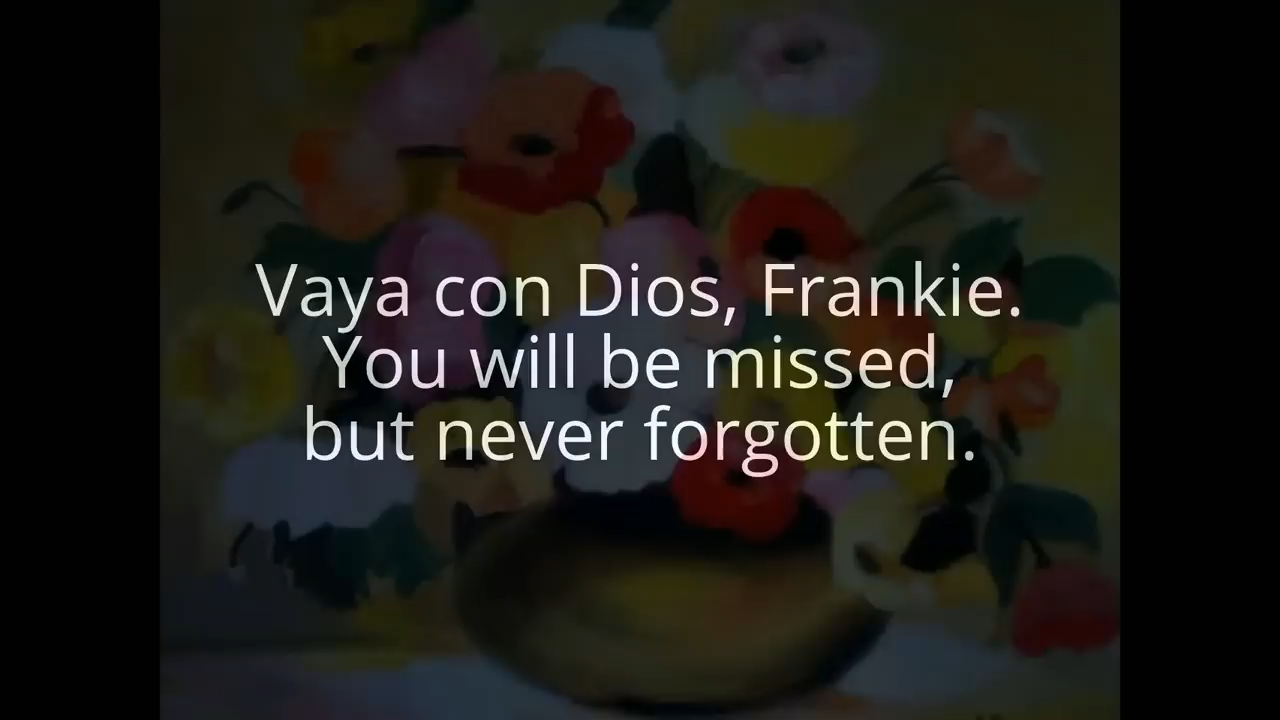 Vaya con Dios, Frankie.
You will be missed,
but never forgotten.